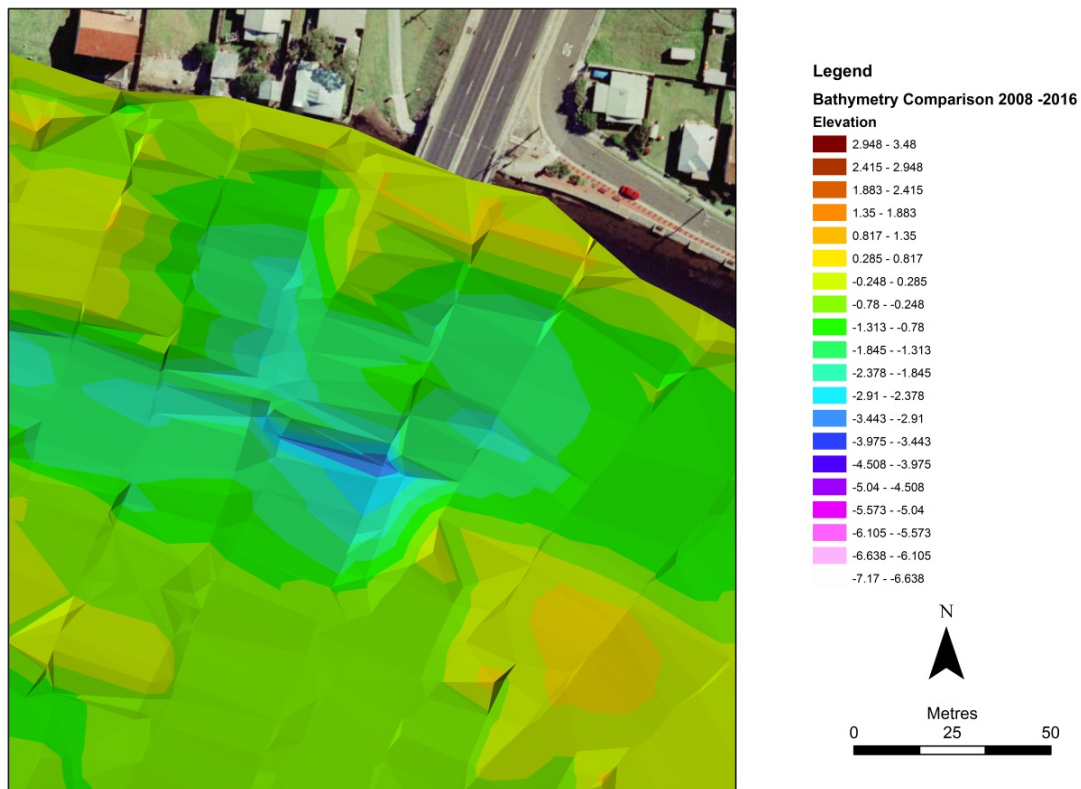 Legend
Bathymetry Comparison 2008 -2016
Elevation
2.948 - 3.48
2.415 - 2.948
1.883 - 2.415
1.35 - 1.883
0.817 - 1.35
0.285 - 0.817
-0.248 - 0.285
-0.78 - -0.248
-1.313 - -0.78
-1.845 - -1.313
-2.378 - -1.845
-2.91 - -2.378
-3.443 - -2.91
-3.975 - -3.443
-4.508 - -3.975
-5.04 - -4.508
-5.573 - -5.04
-6.105 - -5.573
-6.638 - -6.105
-7.17 - -6.638
N
Metres
0 25 50